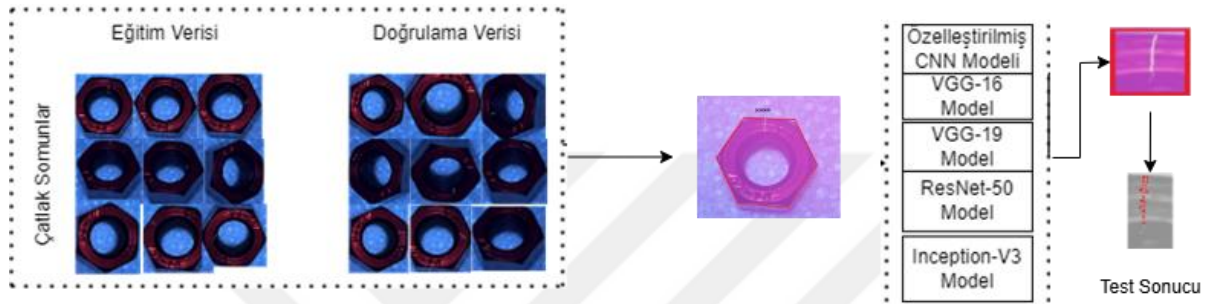 Eğitim Verisi
Doğrulama Verisi
Çatlak Somunlar
Özelleştirilmiş
CNN Modeli
VGG-16
Model
VGG-19
Model
ResNet-50
Model
Inception-V3
Model
Test Sonucu